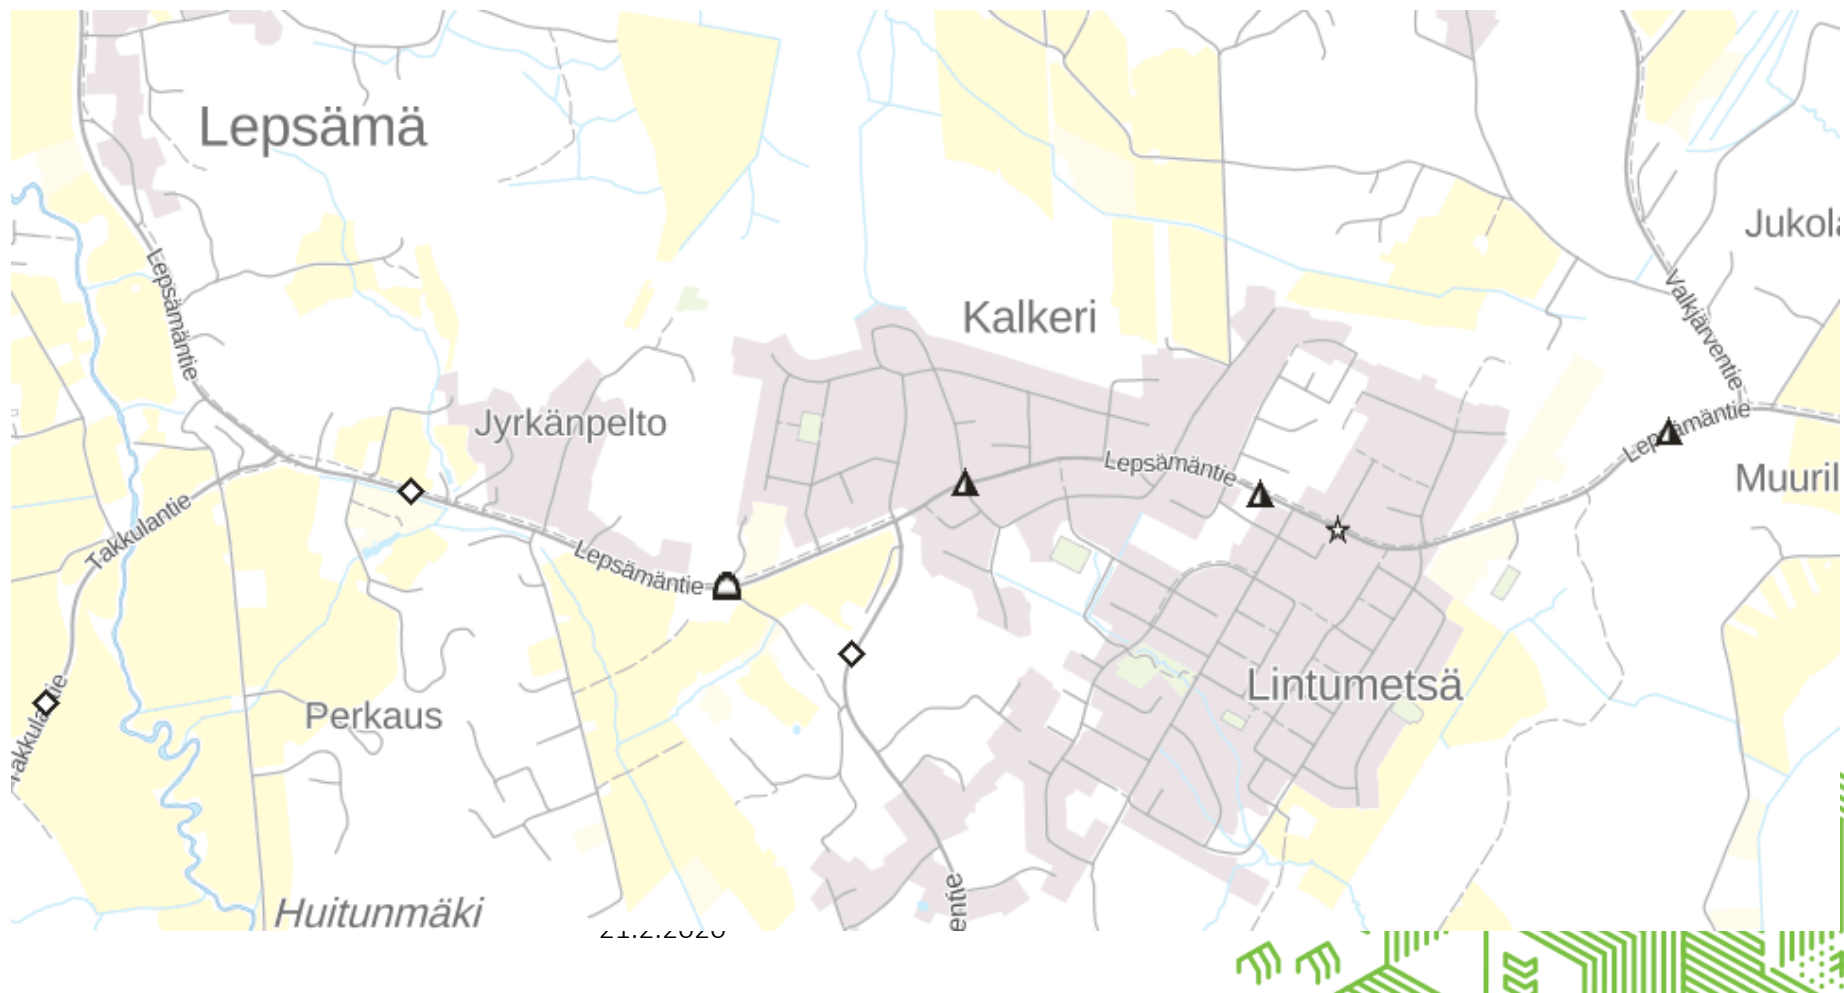 Lepsämä
Jukola
Lepsämäntie
Kalkeri
Valkjärventie
Jyrkänpelto
Lepsämäntie
Lepsämäntie
Muuril
Takkulantie
Lepsämäntie
Takkulantie
Lintumetsä
Perkaus
entie
Huitunmäki